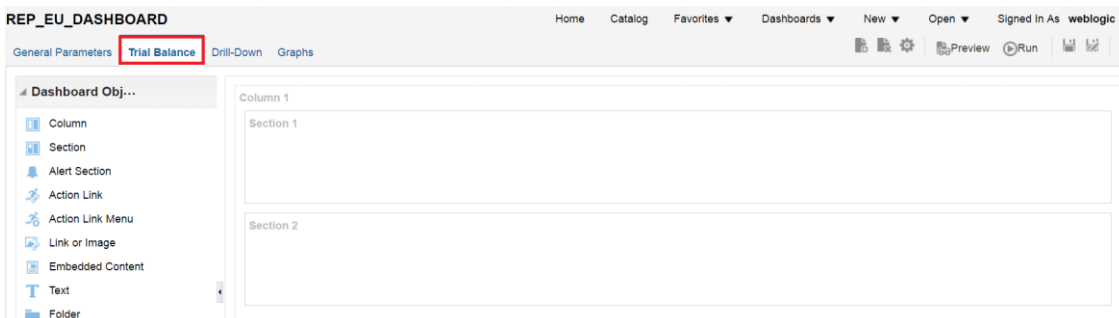 REP_EU_DASHBOARD
Home Catalog Favorites Dashboards New Open Signed In As weblogic
General Parameters Trial Balance Drill-Down Graphs
Preview Run
Dashboard Obj...
Column
Section
Alert Section
Action Link
Action Link Menu
Link or Image
Embedded Content
Text
Folder
Column 1
Section 1
Section 2